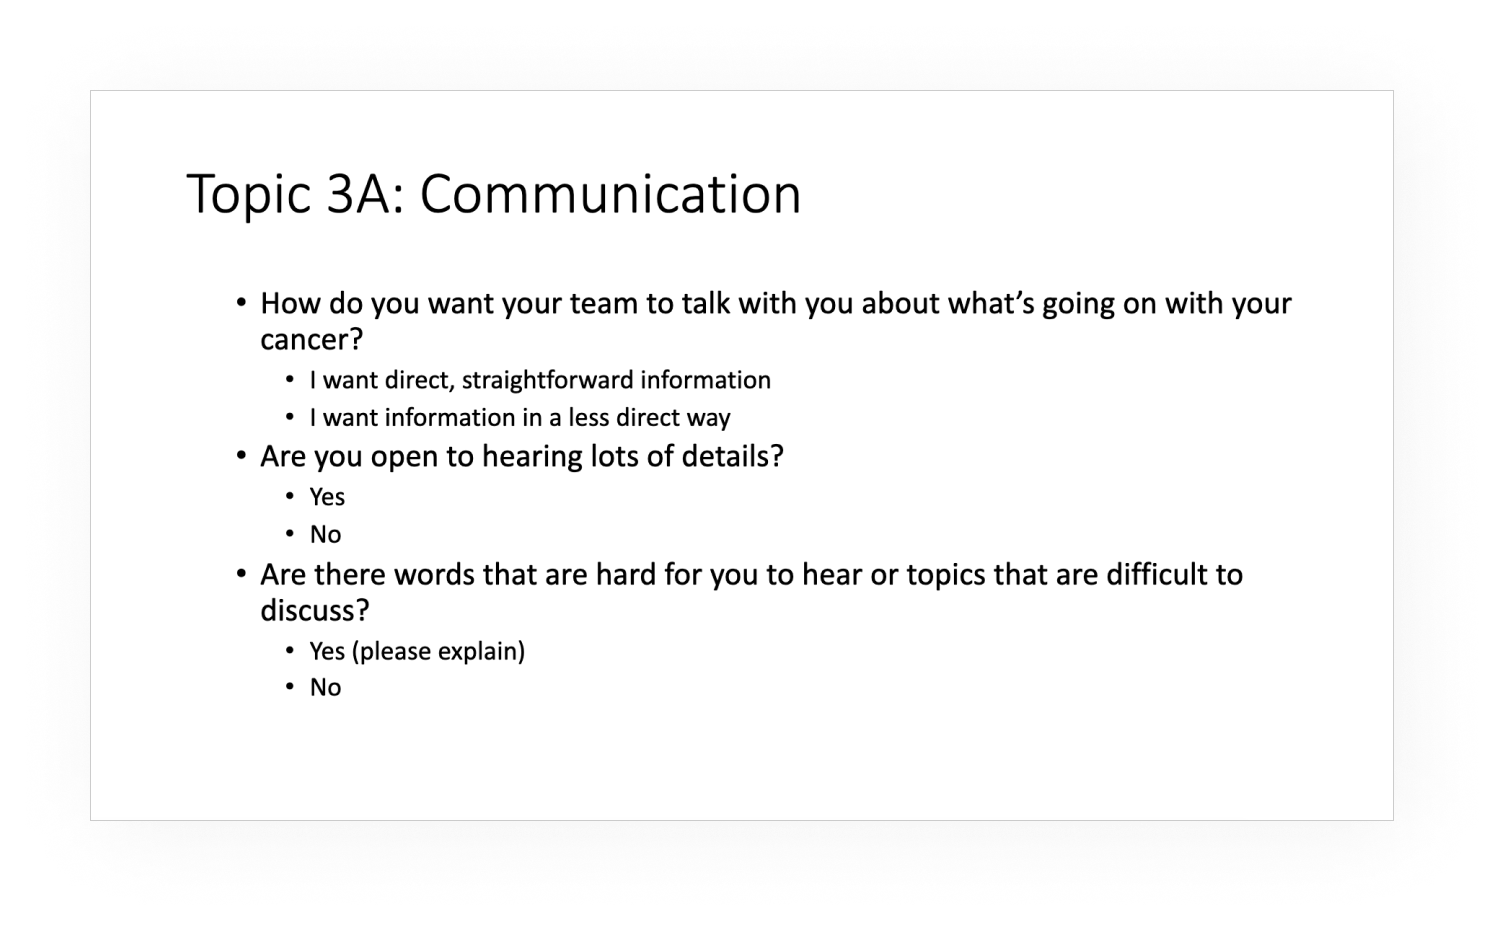 Topic 3A: Communication
• How do you want your team to talk with you about what’s going on with your
cancer?
• I want direct, straightforward information
• I want information in a less direct way
• Are you open to hearing lots of details?
• Yes
• No
• Are there words that are hard for you to hear or topics that are difficult to
discuss?
• Yes (please explain)
• No